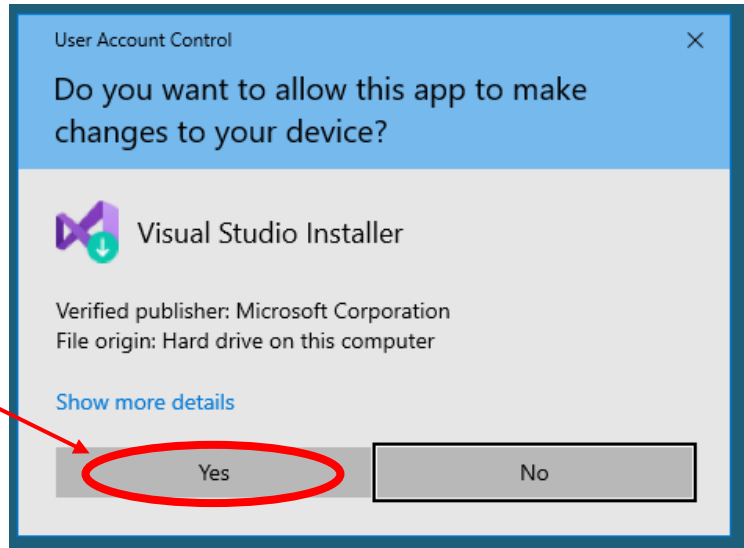 User Account Control
Do you want to allow this app to make
changes to your device?
Visual Studio Installer
Verified publisher: Microsoft Corporation
File origin: Hard drive on this computer
Show more details
Yes
No